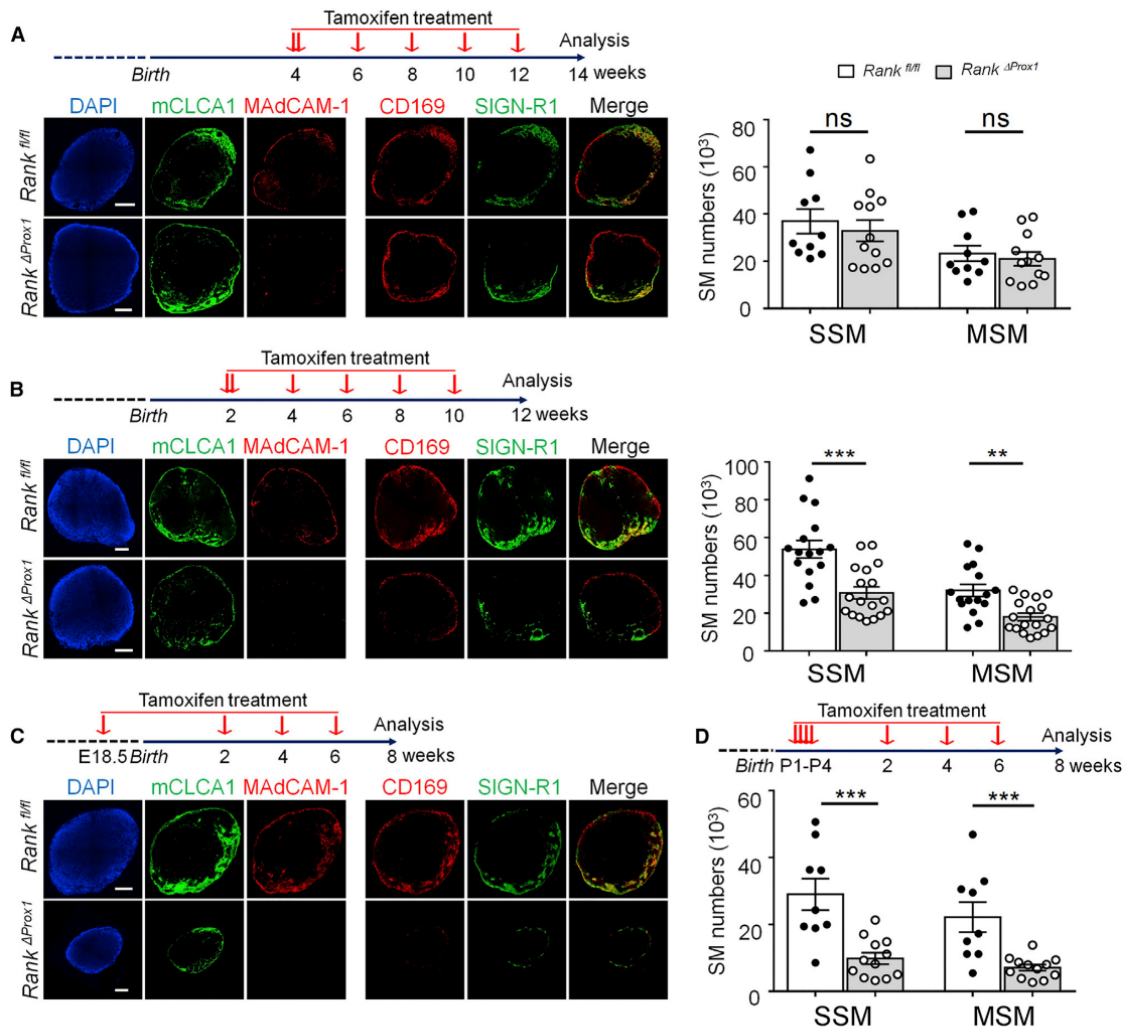 A
Tamoxifen treatment
Analysis
Birth 4 6 8 10 12 14 weeks
DAPI mCLCA1 MAdCAM-1 CD169 SIGN-R1 Merge
Rank fl/fl
Rank ΔProx1
Rank fl/fl Rank ΔProx1
SM numbers (10³)
80
60
40
20
0
ns ns
SSM MSM
B
Tamoxifen treatment
Analysis
Birth 2 4 6 8 10 12 weeks
DAPI mCLCA1 MAdCAM-1 CD169 SIGN-R1 Merge
Rank fl/fl
Rank ΔProx1
SM numbers (10³)
100
80
60
40
20
0
*** **
SSM MSM
C
Tamoxifen treatment
Analysis
E18.5 Birth 2 4 6 8 weeks
DAPI mCLCA1 MAdCAM-1 CD169 SIGN-R1 Merge
Rank fl/fl
Rank ΔProx1
D
Tamoxifen treatment
Analysis
Birth P1-P4 2 4 6 8 weeks
SM numbers (10³)
60
40
20
0
*** ***
SSM MSM